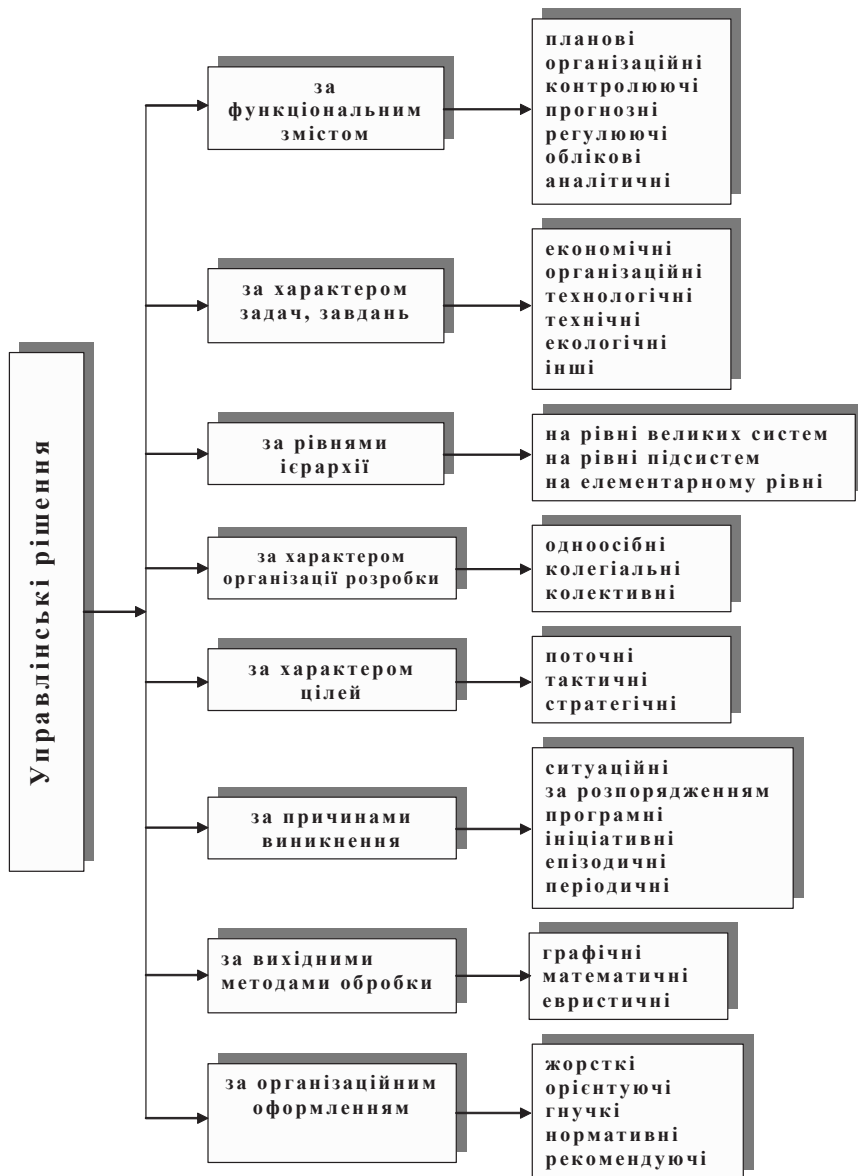 Управлінські рішення
за
функціональним
змістом
планові
організаційні
контролюючі
прогнозні
регулюючі
облікові
аналітичні
за характером
задач, завдань
економічні
організаційні
технологічні
технічні
екологічні
інші
за рівнями
ієрархії
на рівні великих систем
на рівні підсистем
на елементарному рівні
за характером
організації розробки
одноосібні
колегіальні
колективні
за характером
цілей
поточні
тактичні
стратегічні
за причинами
виникнення
ситуаційні
за розпорядженням
програмні
ініціативні
епізодичні
періодичні
за вихідними
методами обробки
графічні
математичні
евристичні
за організаційним
оформленням
жорсткі
орієнтуючі
гнучкі
нормативні
рекомендуючі